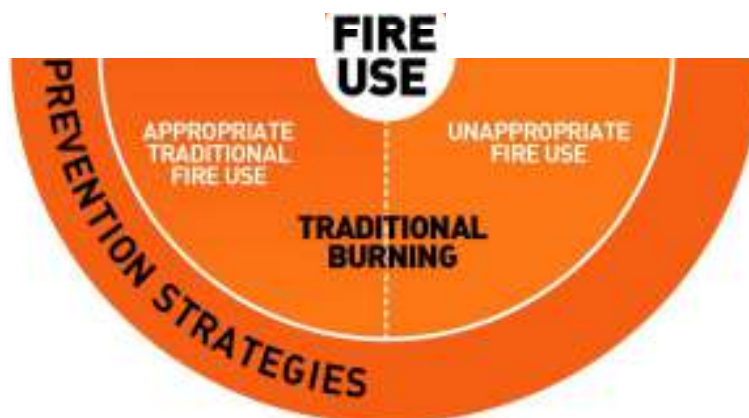 FIRE
USE
APPROPRIATE
TRADITIONAL
FIRE USE
UNAPPROPRIATE
FIRE USE
TRADITIONAL
BURNING
PREVENTION STRATEGIES